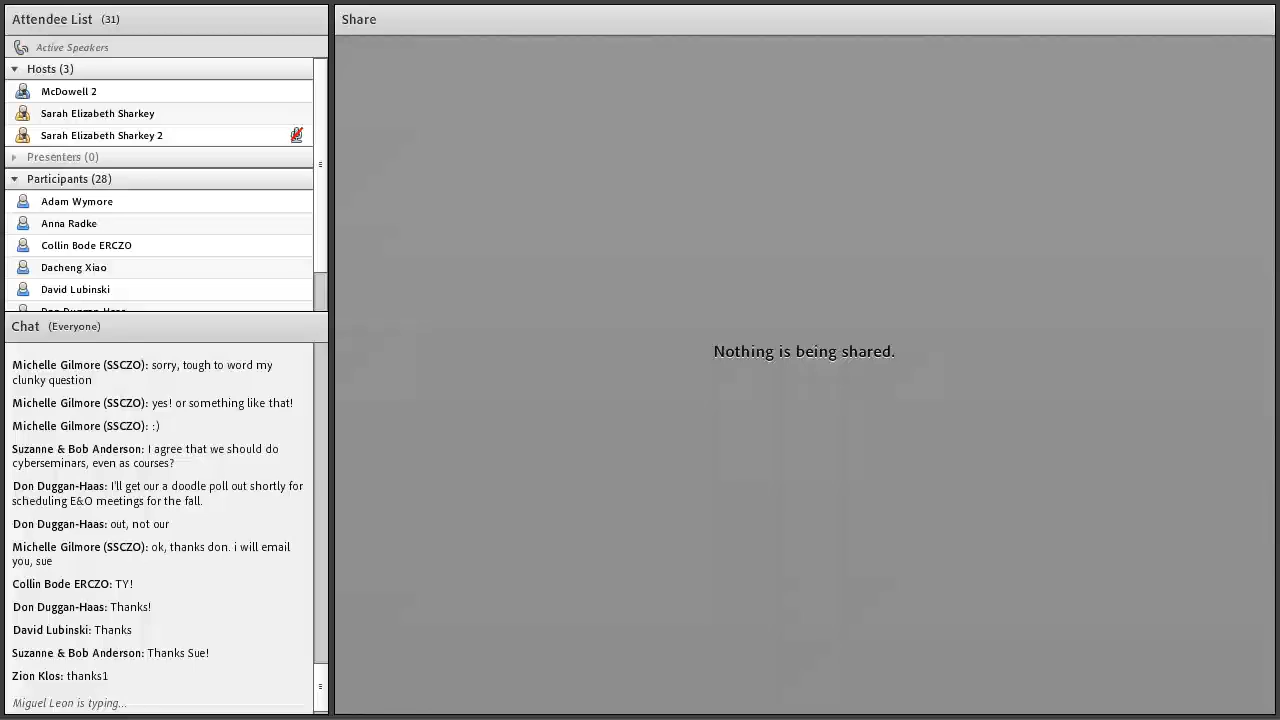 Attendee List (31)
Active Speakers
Hosts (3)
McDowell 2
Sarah Elizabeth Sharkey
Sarah Elizabeth Sharkey 2
Presenters (0)
Participants (28)
Adam Wymore
Anna Radke
Collin Bode ERCZO
Dacheng Xiao
David Lubinski
Chat (Everyone)
Michelle Gilmore (SSCZO): sorry, tough to word my
clunky question
Michelle Gilmore (SSCZO): yes! or something like that!
Michelle Gilmore (SSCZO): :)
Suzanne & Bob Anderson: I agree that we should do
cyberseminars, even as courses?
Don Duggan-Haas: I'll get our a doodle poll out shortly for
scheduling E&O meetings for the fall.
Don Duggan-Haas: out, not our
Michelle Gilmore (SSCZO): ok, thanks don. i will email
you, sue
Collin Bode ERCZO: TY!
Don Duggan-Haas: Thanks!
David Lubinski: Thanks
Suzanne & Bob Anderson: Thanks Sue!
Zion Klos: thanks1
Miguel Leon is typing...
Share
Nothing is being shared.